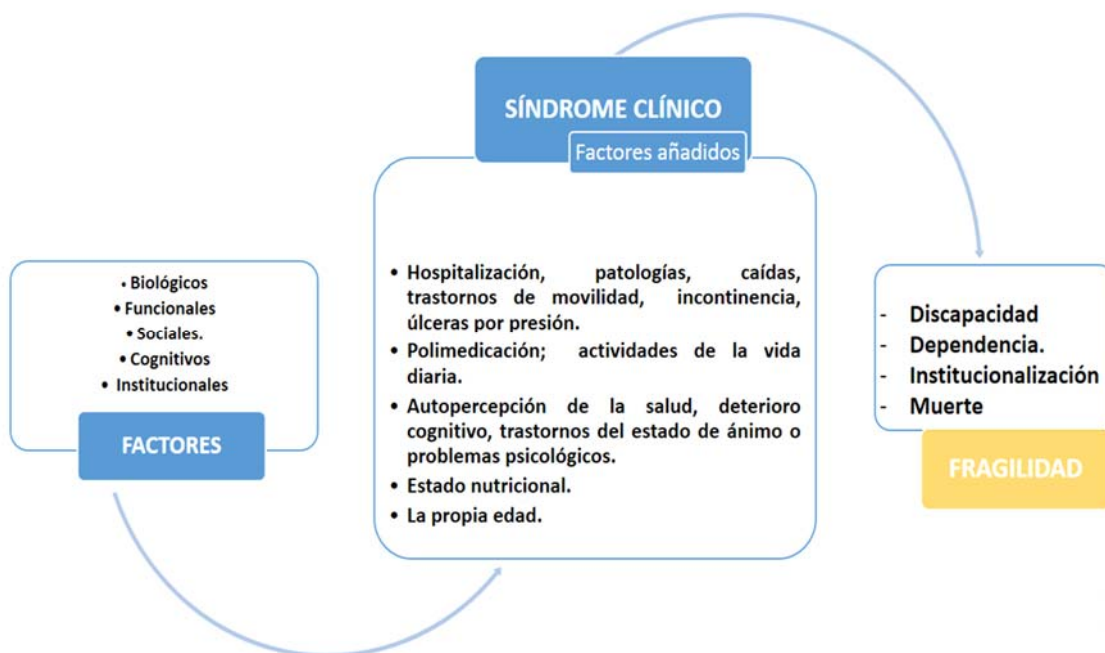 • Biológicos
• Funcionales
• Sociales.
• Cognitivos
• Institucionales
FACTORES
SÍNDROME CLÍNICO
Factores añadidos
• Hospitalización, patologías, caídas,
trastornos de movilidad, incontinencia,
úlceras por presión.
• Polimedicación; actividades de la vida
diaria.
• Autopercepción de la salud, deterioro
cognitivo, trastornos del estado de ánimo o
problemas psicológicos.
• Estado nutricional.
• La propia edad.
- Discapacidad
- Dependencia.
- Institucionalización
- Muerte
FRAGILIDAD